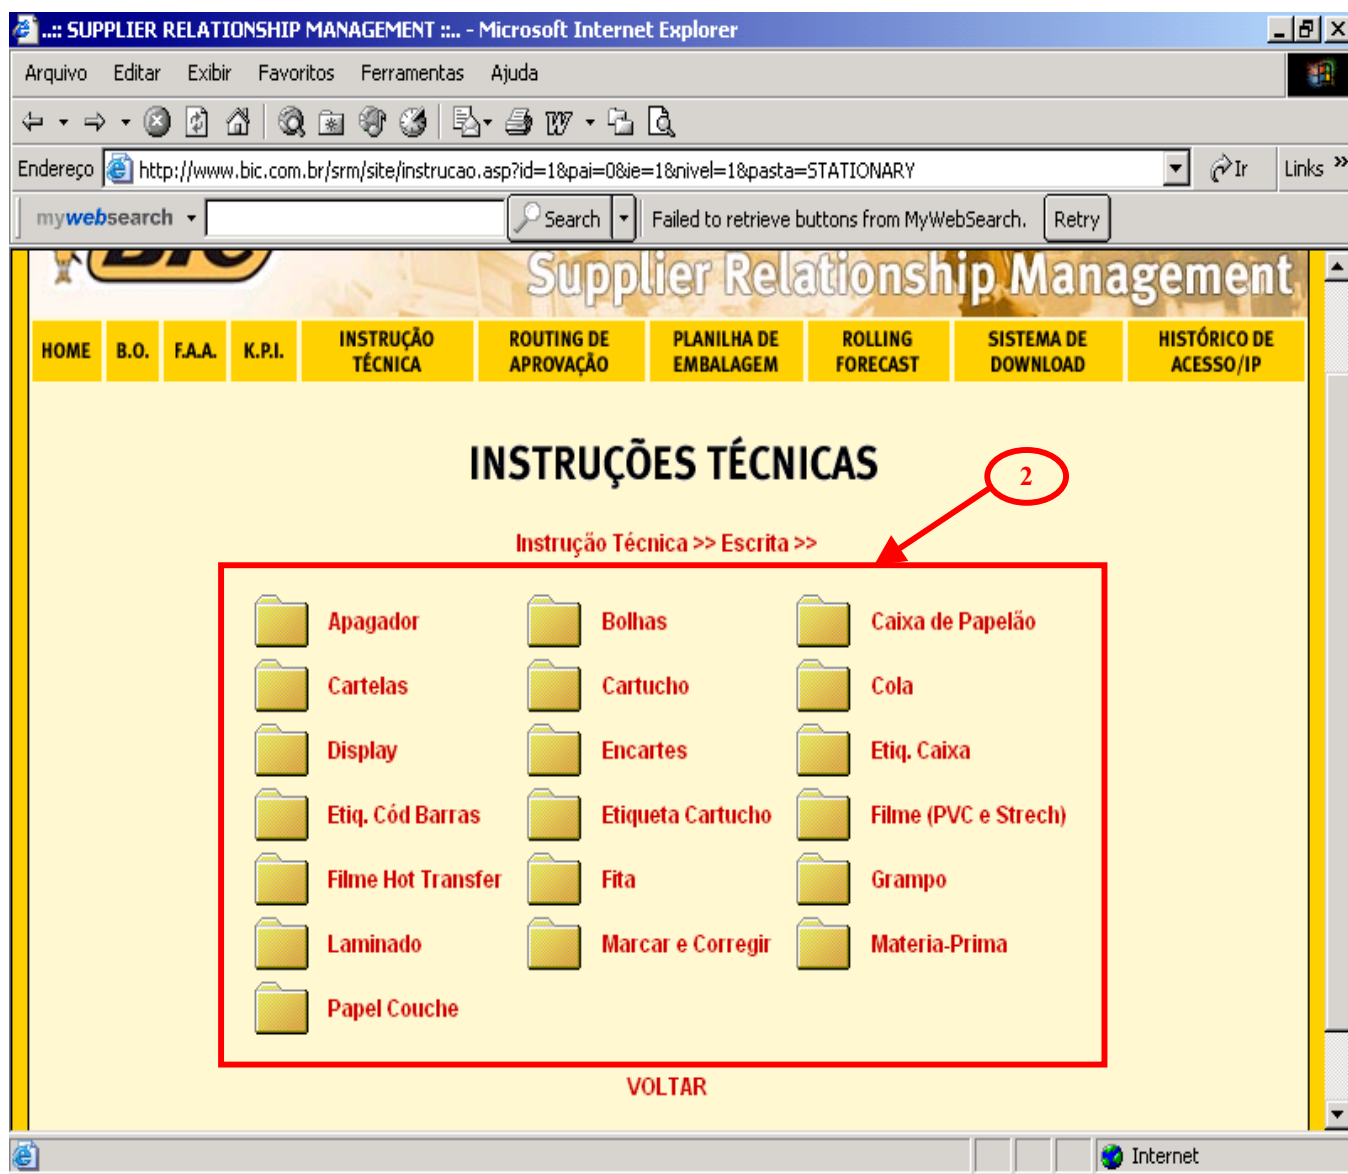 ..:: SUPPLIER RELATIONSHIP MANAGEMENT ::.. - Microsoft Internet Explorer
Arquivo Editar Exibir Favoritos Ferramentas Ajuda
Endereço http://www.bic.com.br/srm/site/instrucao.asp?id=1&pai=0&ie=1&nivel=1&pasta=STATIONARY Ir Links »
mywebsearch Search Failed to retrieve buttons from MyWebSearch. Retry
BIC Supplier Relationship Management
HOME B.O. F.A.A. K.P.I. INSTRUÇÃO TÉCNICA ROUTING DE APROVAÇÃO PLANILHA DE EMBALAGEM ROLLING FORECAST SISTEMA DE DOWNLOAD HISTÓRICO DE ACESSO/IP
INSTRUÇÕES TÉCNICAS
2
Instrução Técnica >> Escrita >>
Apagador Bolhas Caixa de Papelão
Cartelas Cartucho Cola
Display Encartes Etiq. Caixa
Etiq. Cód Barras Etiqueta Cartucho Filme (PVC e Strech)
Filme Hot Transfer Fita Grampo
Laminado Marcar e Corregir Materia-Prima
Papel Couche
VOLTAR
Internet